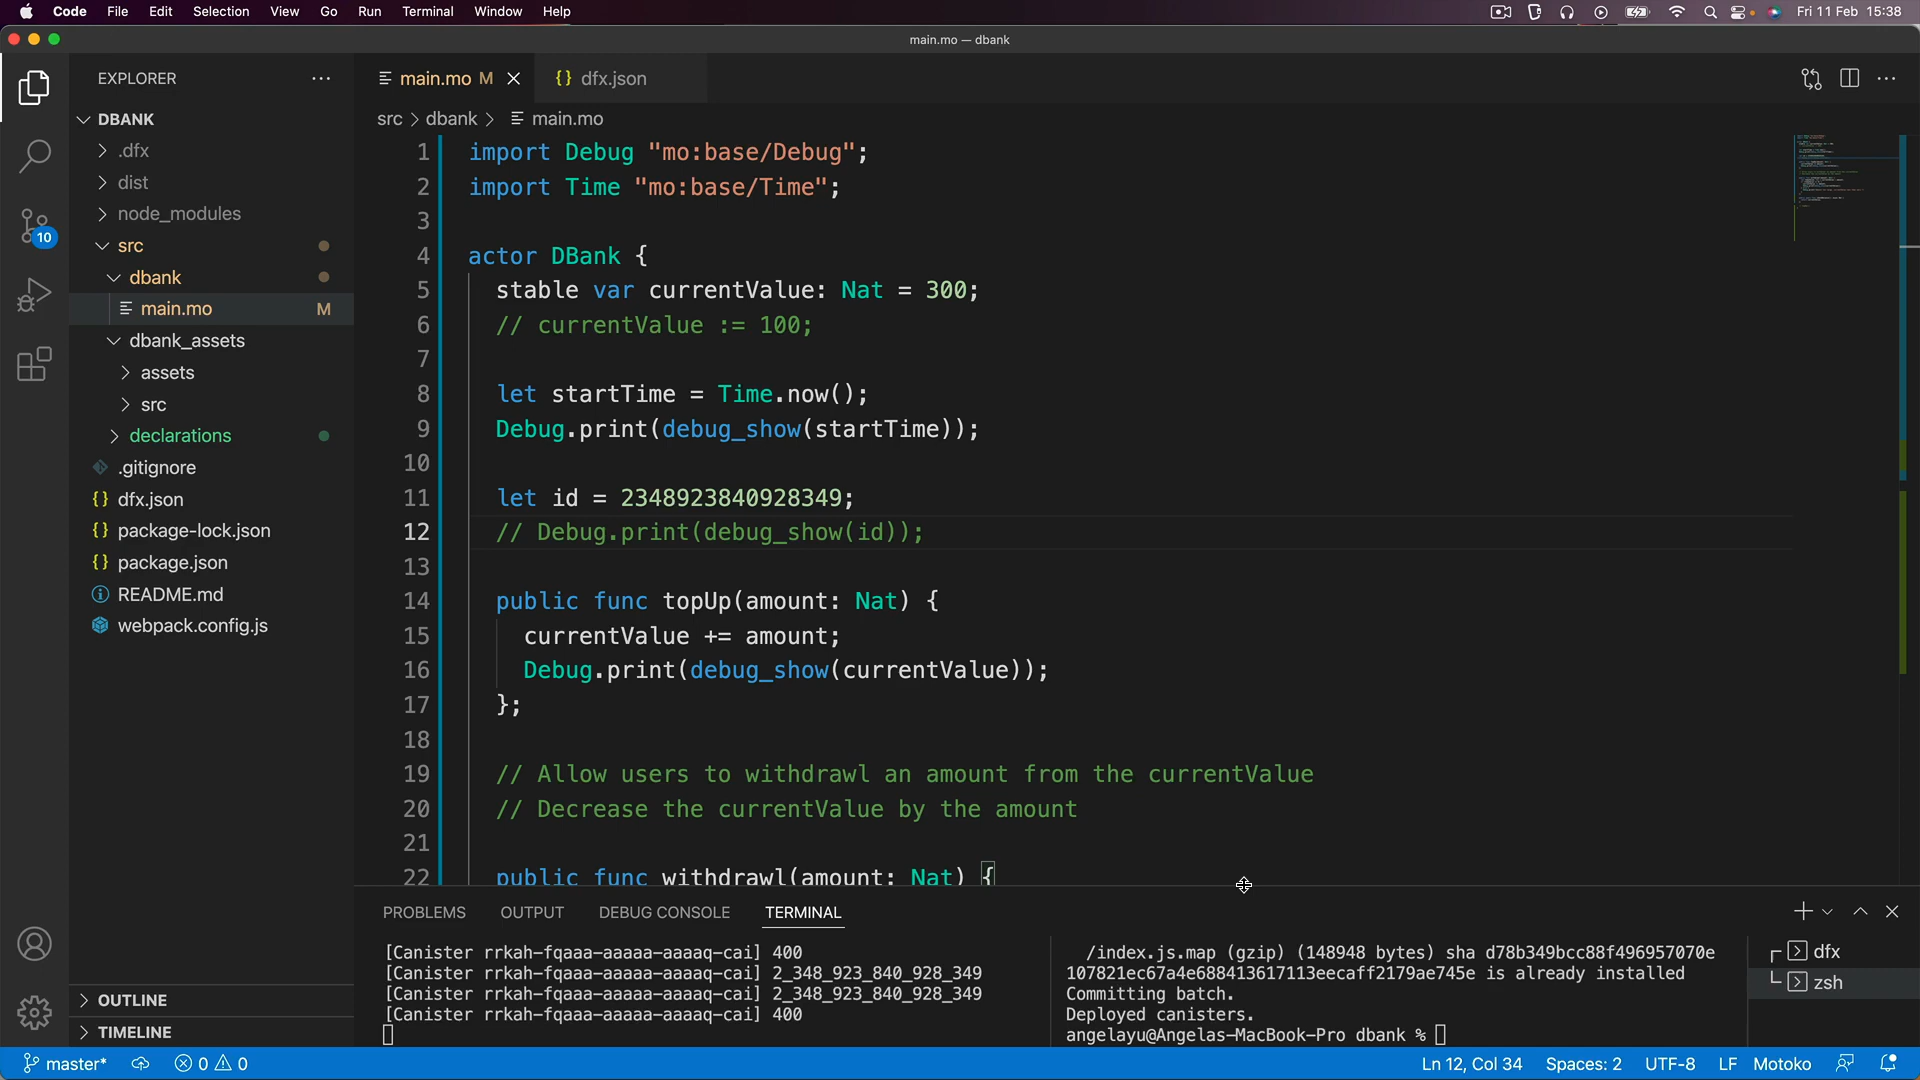 Code File Edit Selection View Go Run Terminal Window Help Fri 11 Feb 15:38
main.mo — dbank
EXPLORER
main.mo M
dfx.json
DBANK
.dfx
dist
node_modules
src
dbank
main.mo M
dbank_assets
assets
src
declarations
.gitignore
dfx.json
package-lock.json
package.json
README.md
webpack.config.js
OUTLINE
TIMELINE
10
src > dbank > main.mo
1 import Debug "mo:base/Debug";
2 import Time "mo:base/Time";
3
4 actor DBank {
5 stable var currentValue: Nat = 300;
6 // currentValue := 100;
7
8 let startTime = Time.now();
9 Debug.print(debug_show(startTime));
10
11 let id = 2348923840928349;
12 // Debug.print(debug_show(id));
13
14 public func topUp(amount: Nat) {
15 currentValue += amount;
16 Debug.print(debug_show(currentValue));
17 };
18
19 // Allow users to withdrawl an amount from the currentValue
20 // Decrease the currentValue by the amount
21
22 public func withdrawl(amount: Nat) {
PROBLEMS OUTPUT DEBUG CONSOLE TERMINAL
[Canister rrkah-fqaaa-aaaaa-aaaaq-cai] 400
[Canister rrkah-fqaaa-aaaaa-aaaaq-cai] 2_348_923_840_928_349
[Canister rrkah-fqaaa-aaaaa-aaaaq-cai] 2_348_923_840_928_349
[Canister rrkah-fqaaa-aaaaa-aaaaq-cai] 400
/index.js.map (gzip) (148948 bytes) sha d78b349bcc88f496957070e
107821ec67a4e688413617113eecaff2179ae745e is already installed
Committing batch.
Deployed canisters.
angelayu@Angelas-MacBook-Pro dbank %
dfx
zsh
master* 0 0 Ln 12, Col 34 Spaces: 2 UTF-8 LF Motoko